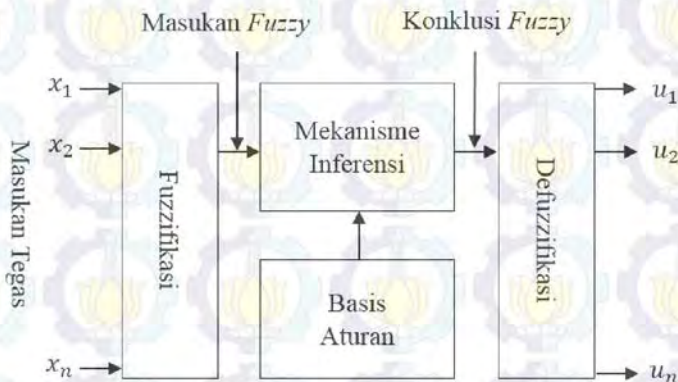 Masukan Fuzzy
Konklusi Fuzzy
Masukan Tegas
x₁
x₂
xₙ
Fuzzifikasi
Mekanisme
Inferensi
Basis
Aturan
Defuzzifikasi
u₁
u₂
uₙ